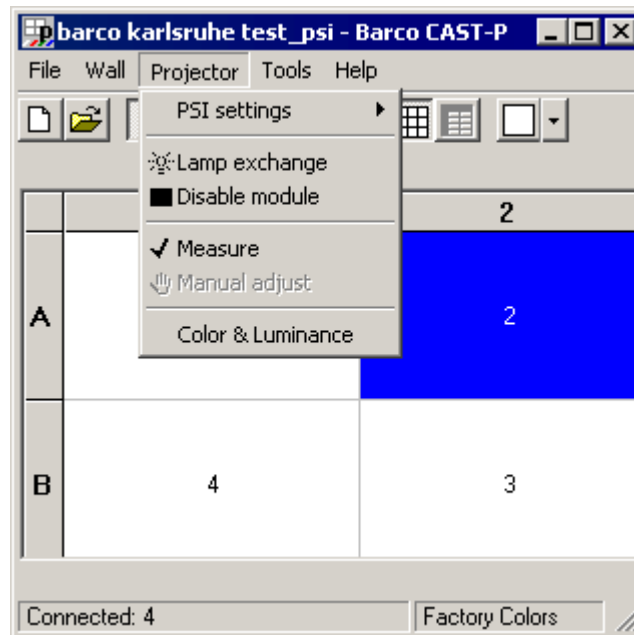 barco karlsruhe test_psi - Barco CAST-P
File Wall Projector Tools Help
PSI settings
Lamp exchange
Disable module
Measure
Manual adjust
Color & Luminance
2
A
2
B
4
3
Connected: 4
Factory Colors